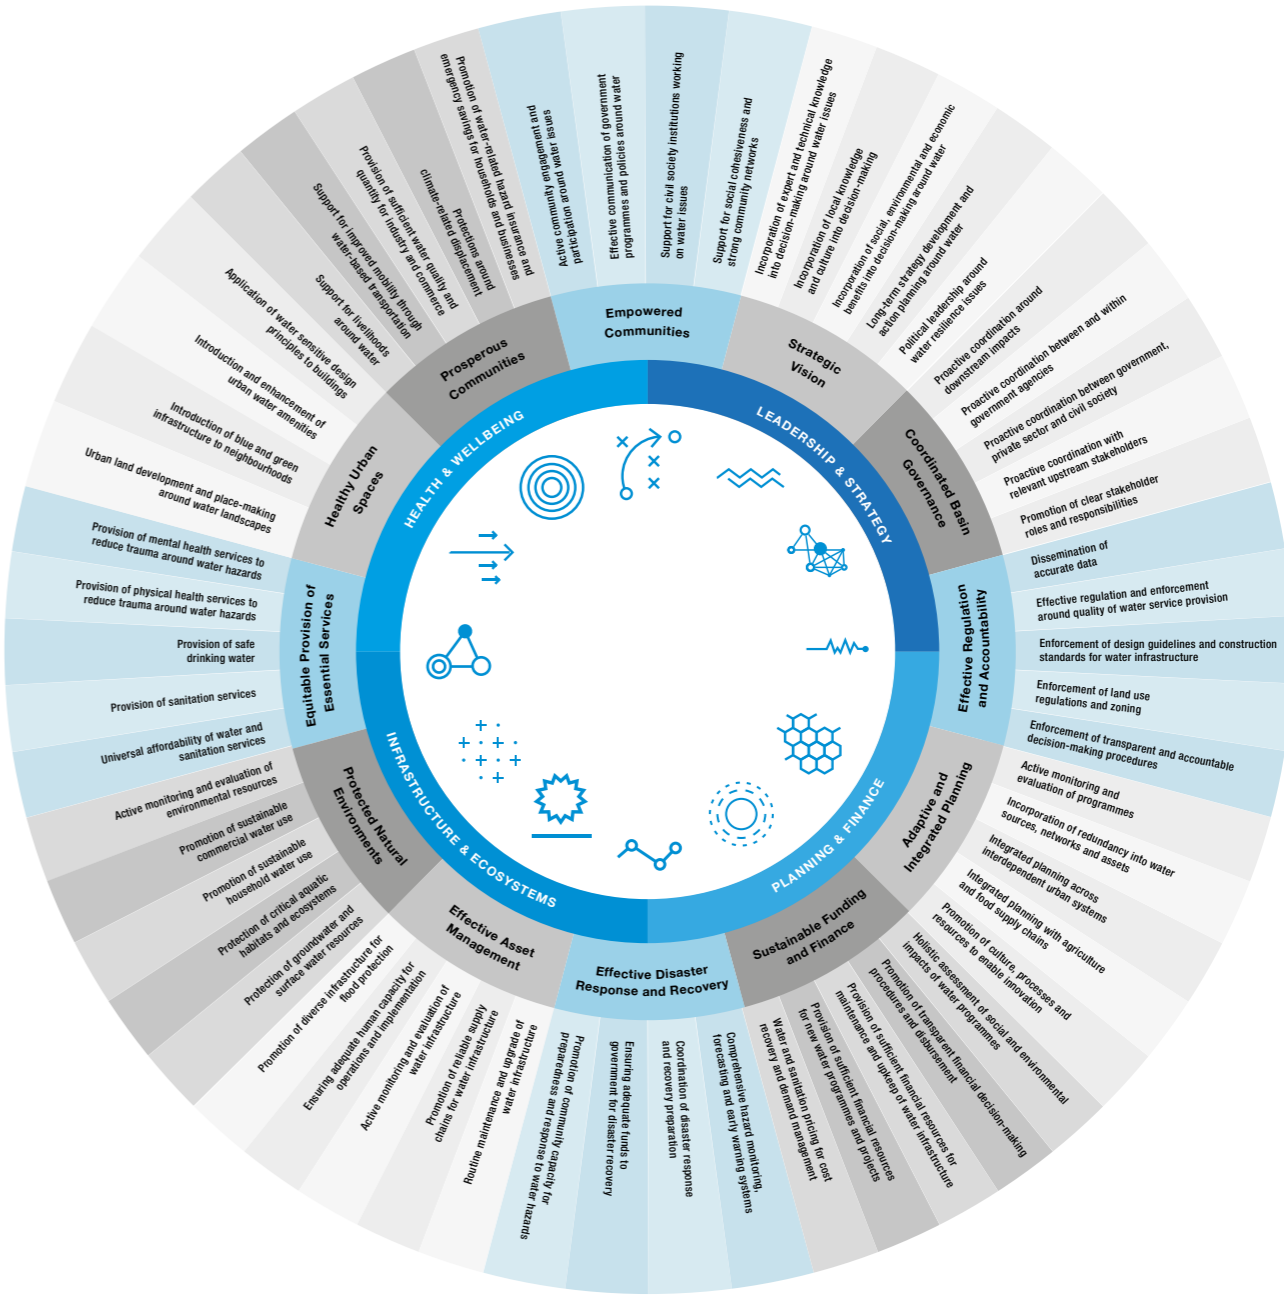 LEADERSHIP & STRATEGY
Empowered
Communities
Active community engagement and
participation around water issues
Effective communication of government
programmes and policies around water
Support for civil society institutions working
on water issues
Support for social cohesiveness and
strong community networks
Strategic
Vision
Incorporation of expert and technical knowledge
into decision-making around water issues
Incorporation of local knowledge
and culture into decision-making
Incorporation of social, environmental and economic
benefits into decision-making around water
Long-term strategy development and
action planning around water
Political leadership around
water resilience issues
Coordinated Basin
Governance
Proactive coordination around
downstream impacts
Proactive coordination between and within
government agencies
Proactive coordination between government,
private sector and civil society
Proactive coordination with
relevant upstream stakeholders
Promotion of clear stakeholder
roles and responsibilities
Effective Regulation
and Accountability
Dissemination of
accurate data
Effective regulation and enforcement
around quality of water service provision
Enforcement of design guidelines and construction
standards for water infrastructure
Enforcement of land use
regulations and zoning
Enforcement of transparent and accountable
decision-making procedures
PLANNING & FINANCE
Adaptive and
Integrated Planning
Active monitoring and
evaluation of programmes
Incorporation of redundancy into water
sources, networks and assets
Integrated planning across
interdependent urban systems
Integrated planning with agriculture
and food supply chains
Promotion of culture, processes and
resources to enable innovation
Sustainable Funding
and Finance
Holistic assessment of social and environmental
impacts of water programmes
Promotion of transparent financial decision-making
procedures and disbursement
Provision of sufficient financial resources for
maintenance and upkeep of water infrastructure
Provision of sufficient financial resources
for new water programmes and projects
Water and sanitation pricing for cost
recovery and demand management
Effective Disaster
Response and Recovery
Comprehensive hazard monitoring,
forecasting and early warning systems
Coordination of disaster response
and recovery preparation
Ensuring adequate funds to
government for disaster recovery
Promotion of community capacity for
preparedness and response to water hazards
INFRASTRUCTURE & ECOSYSTEMS
Effective Asset
Management
Routine maintenance and upgrade of
water infrastructure
Promotion of reliable supply
chains for water infrastructure
Active monitoring and evaluation of
water infrastructure
Ensuring adequate human capacity for
operations and implementation
Promotion of diverse infrastructure for
flood protection
Protected Natural
Environments
Protection of groundwater and
surface water resources
Protection of critical aquatic
habitats and ecosystems
Promotion of sustainable
household water use
Promotion of sustainable
commercial water use
Active monitoring and evaluation of
environmental resources
Equitable Provision of
Essential Services
Universal affordability of water and
sanitation services
Provision of sanitation services
Provision of safe
drinking water
Provision of physical health services to
reduce trauma around water hazards
Provision of mental health services to
reduce trauma around water hazards
HEALTH & WELLBEING
Healthy Urban
Spaces
Urban land development and place-making
around water landscapes
Introduction of blue and green
infrastructure to neighbourhoods
Introduction and enhancement of
urban water amenities
Application of water sensitive design
principles to buildings
Prosperous
Communities
Support for livelihoods
around water
Support for improved mobility through
water-based transportation
Provision of sufficient water quality and
quantity for industry and commerce
Protections around
climate-related displacement
Promotion of water-related hazard insurance and
emergency savings for households and businesses